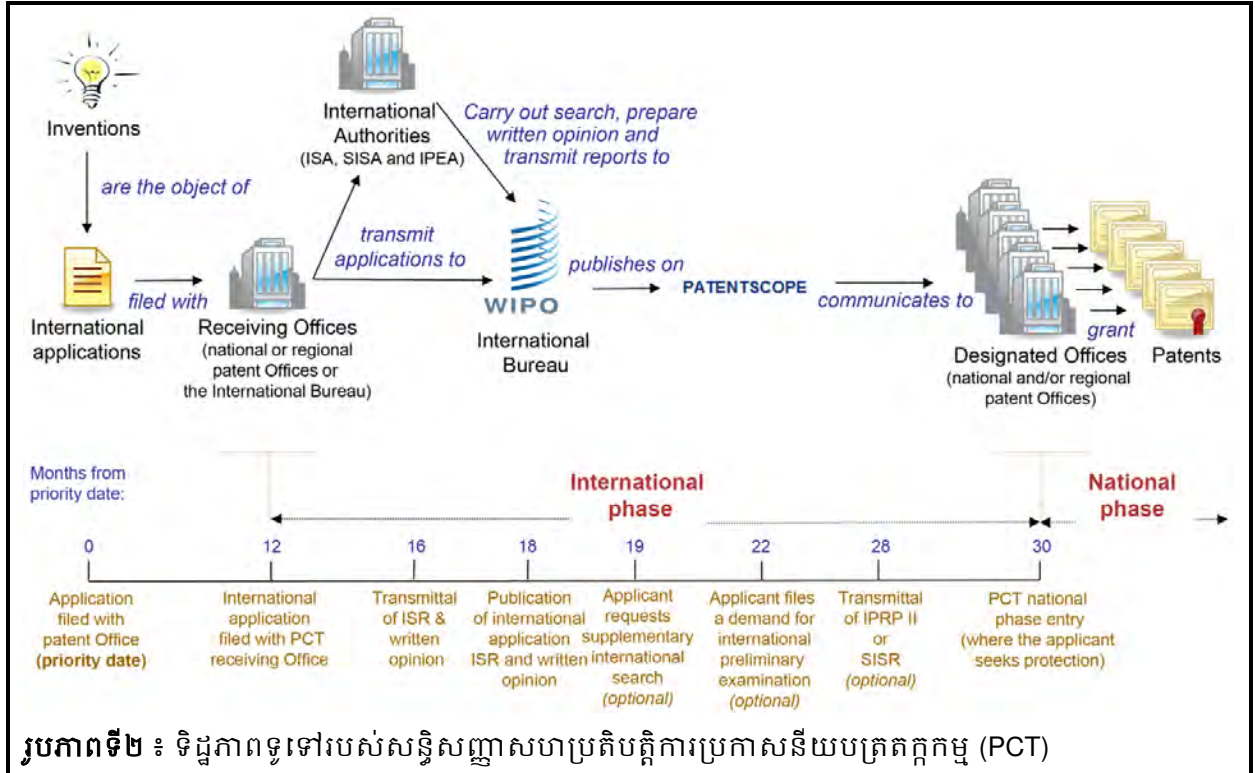 Inventions
are the object of
International
applications
filed with
Receiving Offices
(national or regional
patent Offices or
the International Bureau)
International
Authorities
(ISA, SISA and IPEA)
transmit
applications to
Carry out search, prepare
written opinion and
transmit reports to
WIPO
International
Bureau
publishes on
PATENTSCOPE
communicates to
Designated Offices
(national and/or regional
patent Offices)
grant
Patents
Months from
priority date:
International
phase
National
phase
0
12
16
18
19
22
28
30
Application
filed with
patent Office
(priority date)
International
application
filed with PCT
receiving Office
Transmittal
of ISR &
written
opinion
Publication
of international
application
ISR and written
opinion
Applicant
requests
supplementary
international
search
(optional)
Applicant files
a demand for
international
preliminary
examination
(optional)
Transmittal
of IPRP II
or
SISR
(optional)
PCT national
phase entry
(where the applicant
seeks protection)
រូបភាពទី២ ៖ ទិដ្ឋភាពទូទៅរបស់សន្ធិសញ្ញាសហប្រតិបត្តិការប្រកាសនីយបត្រតក្កកម្ម (PCT)